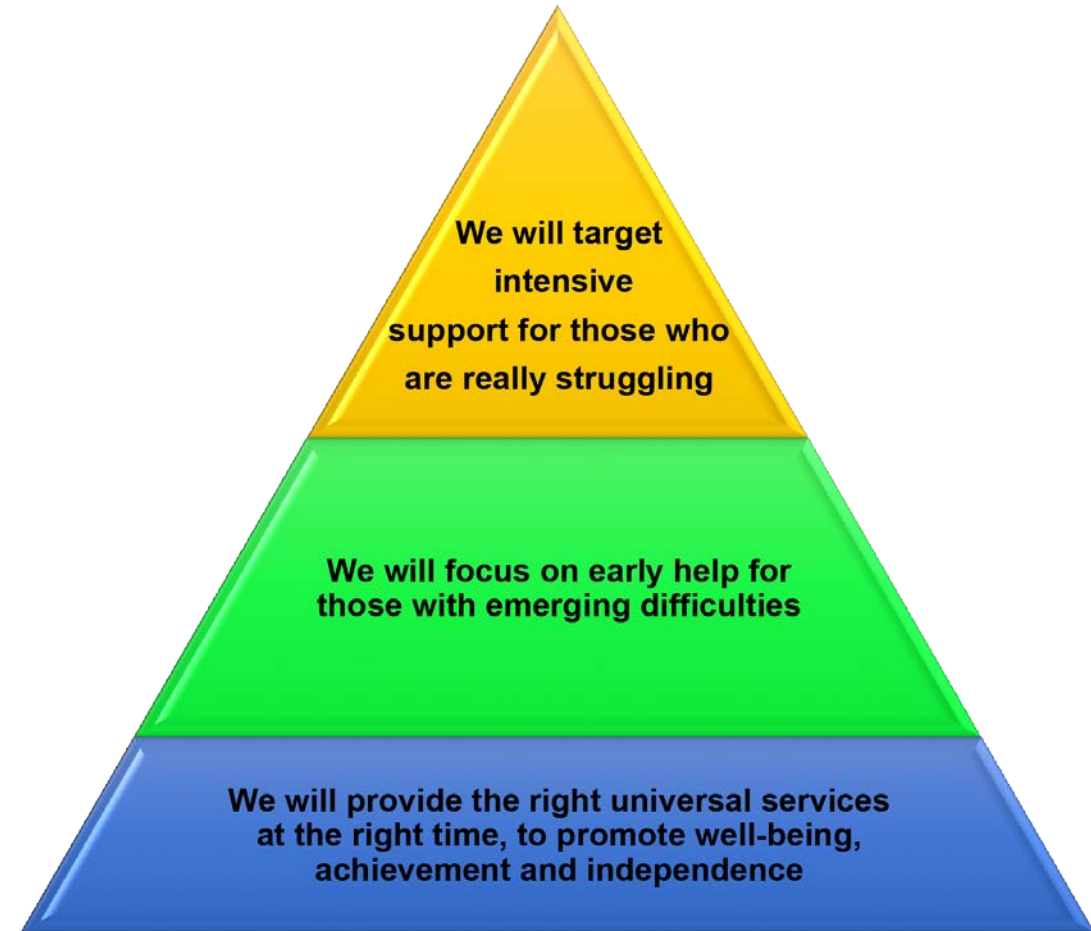 We will target
intensive
support for those who
are really struggling
We will focus on early help for
those with emerging difficulties
We will provide the right universal services
at the right time, to promote well-being,
achievement and independence